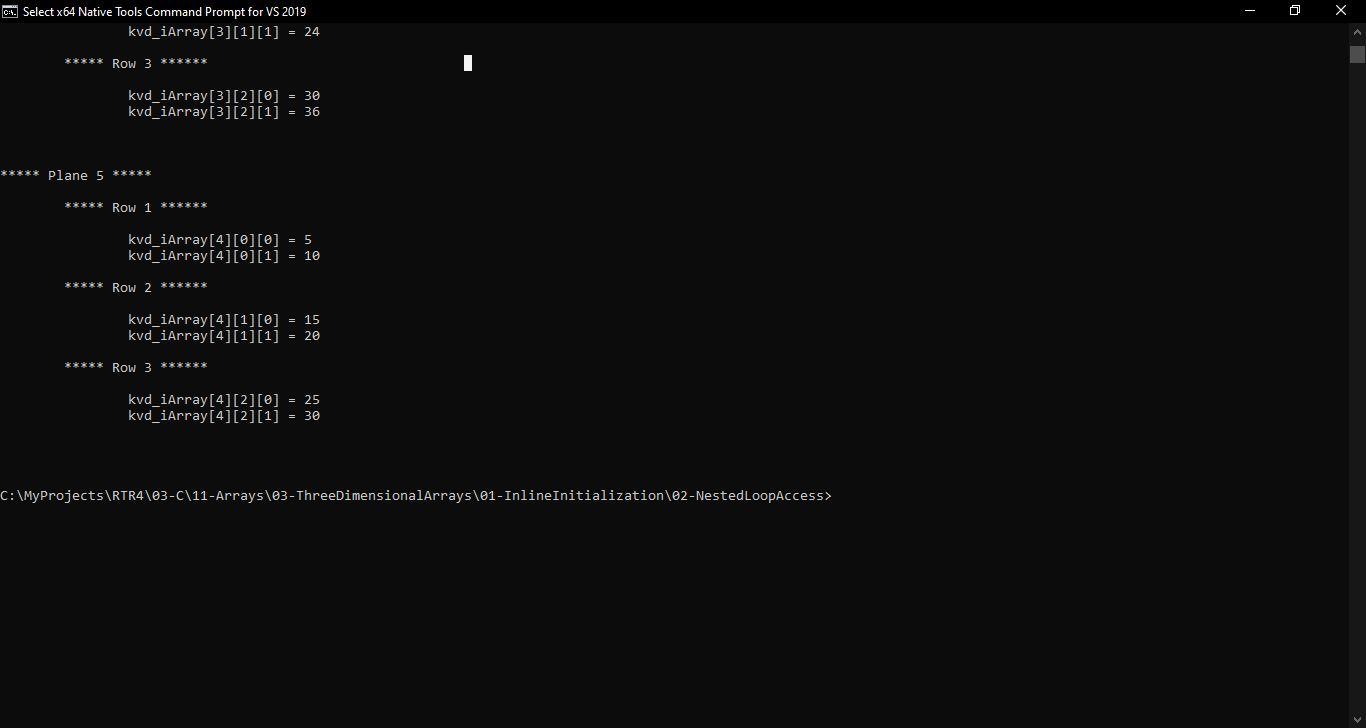 Select x64 Native Tools Command Prompt for VS 2019
kvd_iArray[3][1][1] = 24
***** Row 3 ******
kvd_iArray[3][2][0] = 30
kvd_iArray[3][2][1] = 36
***** Plane 5 *****
***** Row 1 ******
kvd_iArray[4][0][0] = 5
kvd_iArray[4][0][1] = 10
***** Row 2 ******
kvd_iArray[4][1][0] = 15
kvd_iArray[4][1][1] = 20
***** Row 3 ******
kvd_iArray[4][2][0] = 25
kvd_iArray[4][2][1] = 30
C:\MyProjects\RTR4\03-C\11-Arrays\03-ThreeDimensionalArrays\01-InlineInitialization\02-NestedLoopAccess>